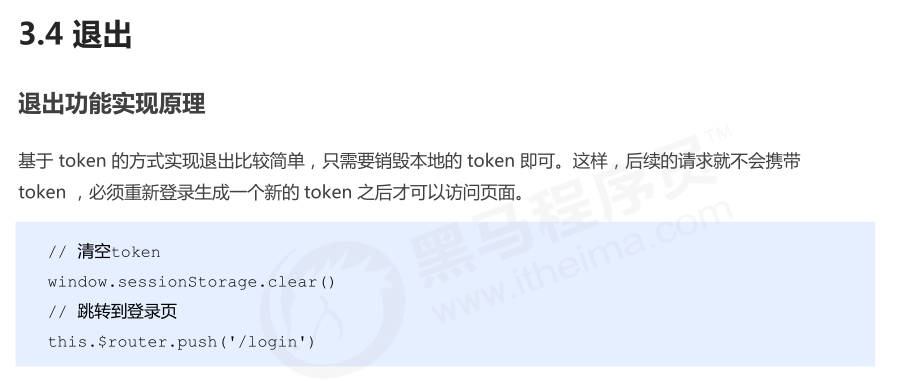 3.4 退出
退出功能实现原理
基于 token 的方式实现退出比较简单，只需要销毁本地的 token 即可。这样，后续的请求就不会携带
token ，必须重新登录生成一个新的 token 之后才可以访问页面。
// 清空token
window.sessionStorage.clear()
// 跳转到登录页
this.$router.push('/login')
黑马程序员™
www.itheima.com